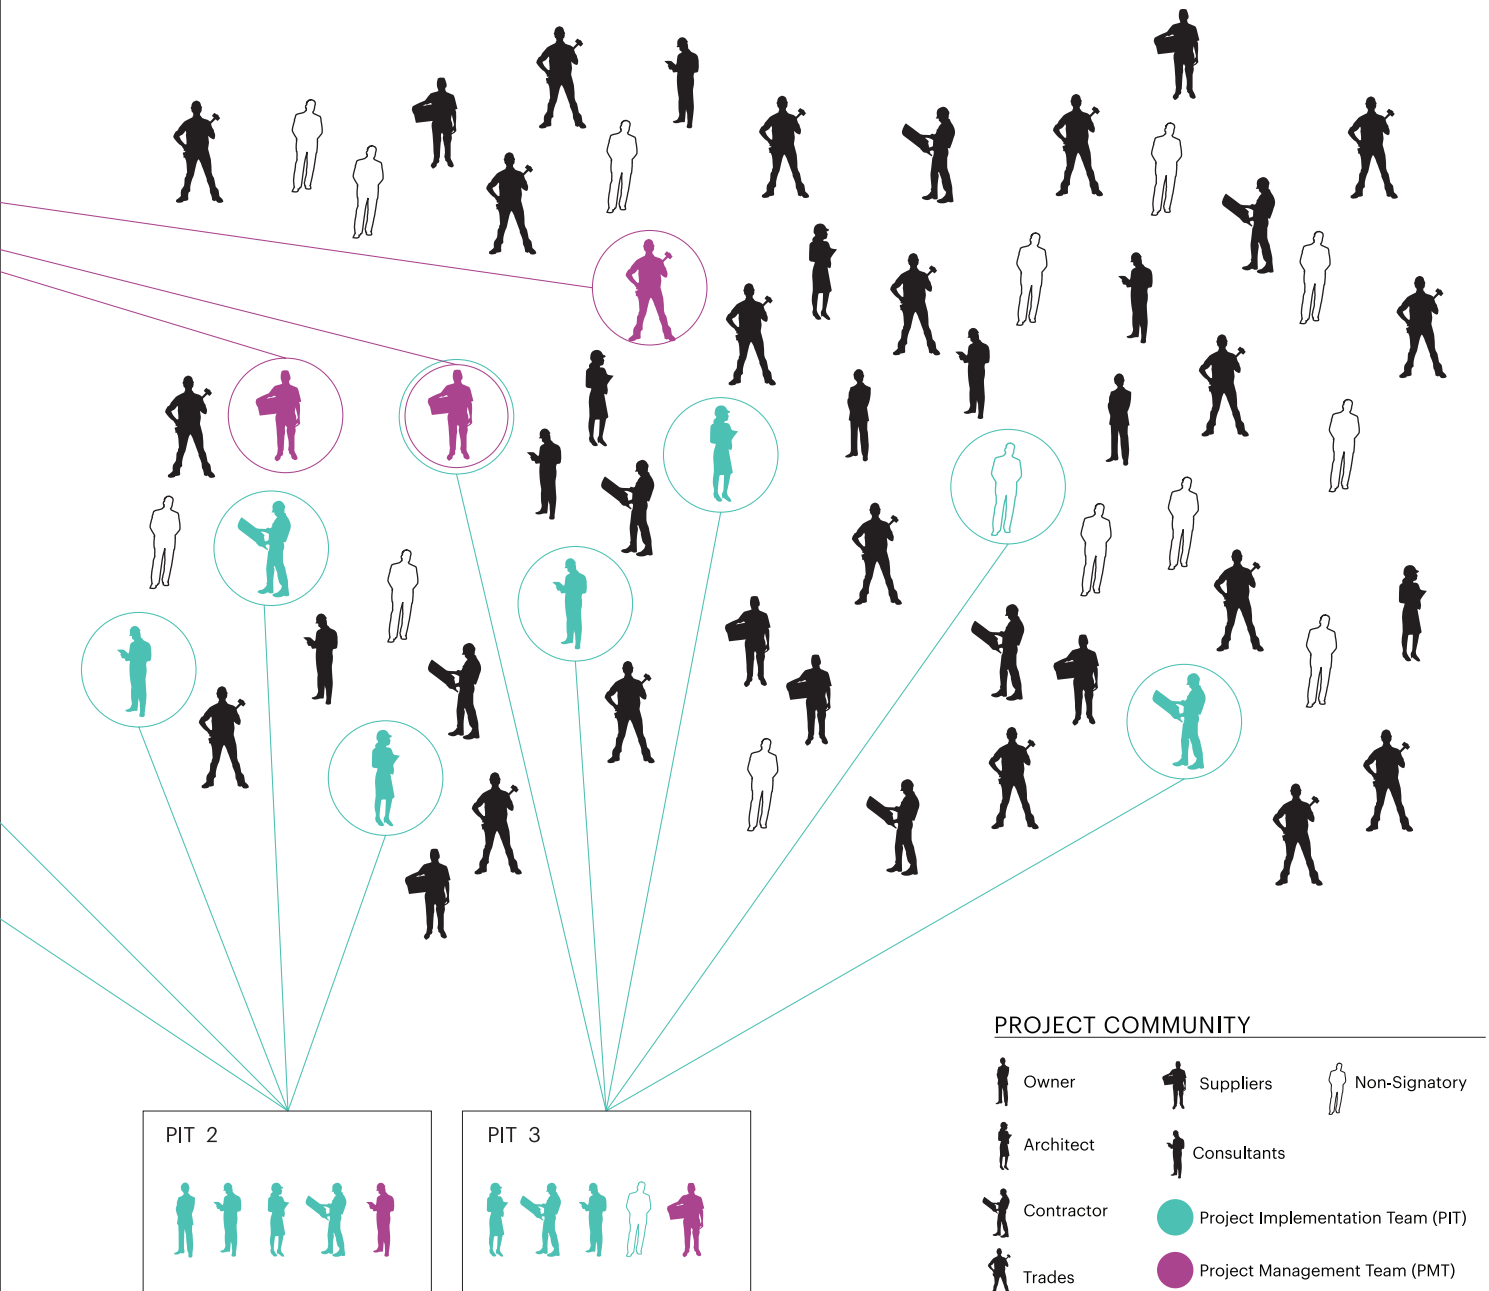 PIT 2
PIT 3
PROJECT COMMUNITY
Owner
Suppliers
Non-Signatory
Architect
Consultants
Contractor
Project Implementation Team (PIT)
Trades
Project Management Team (PMT)